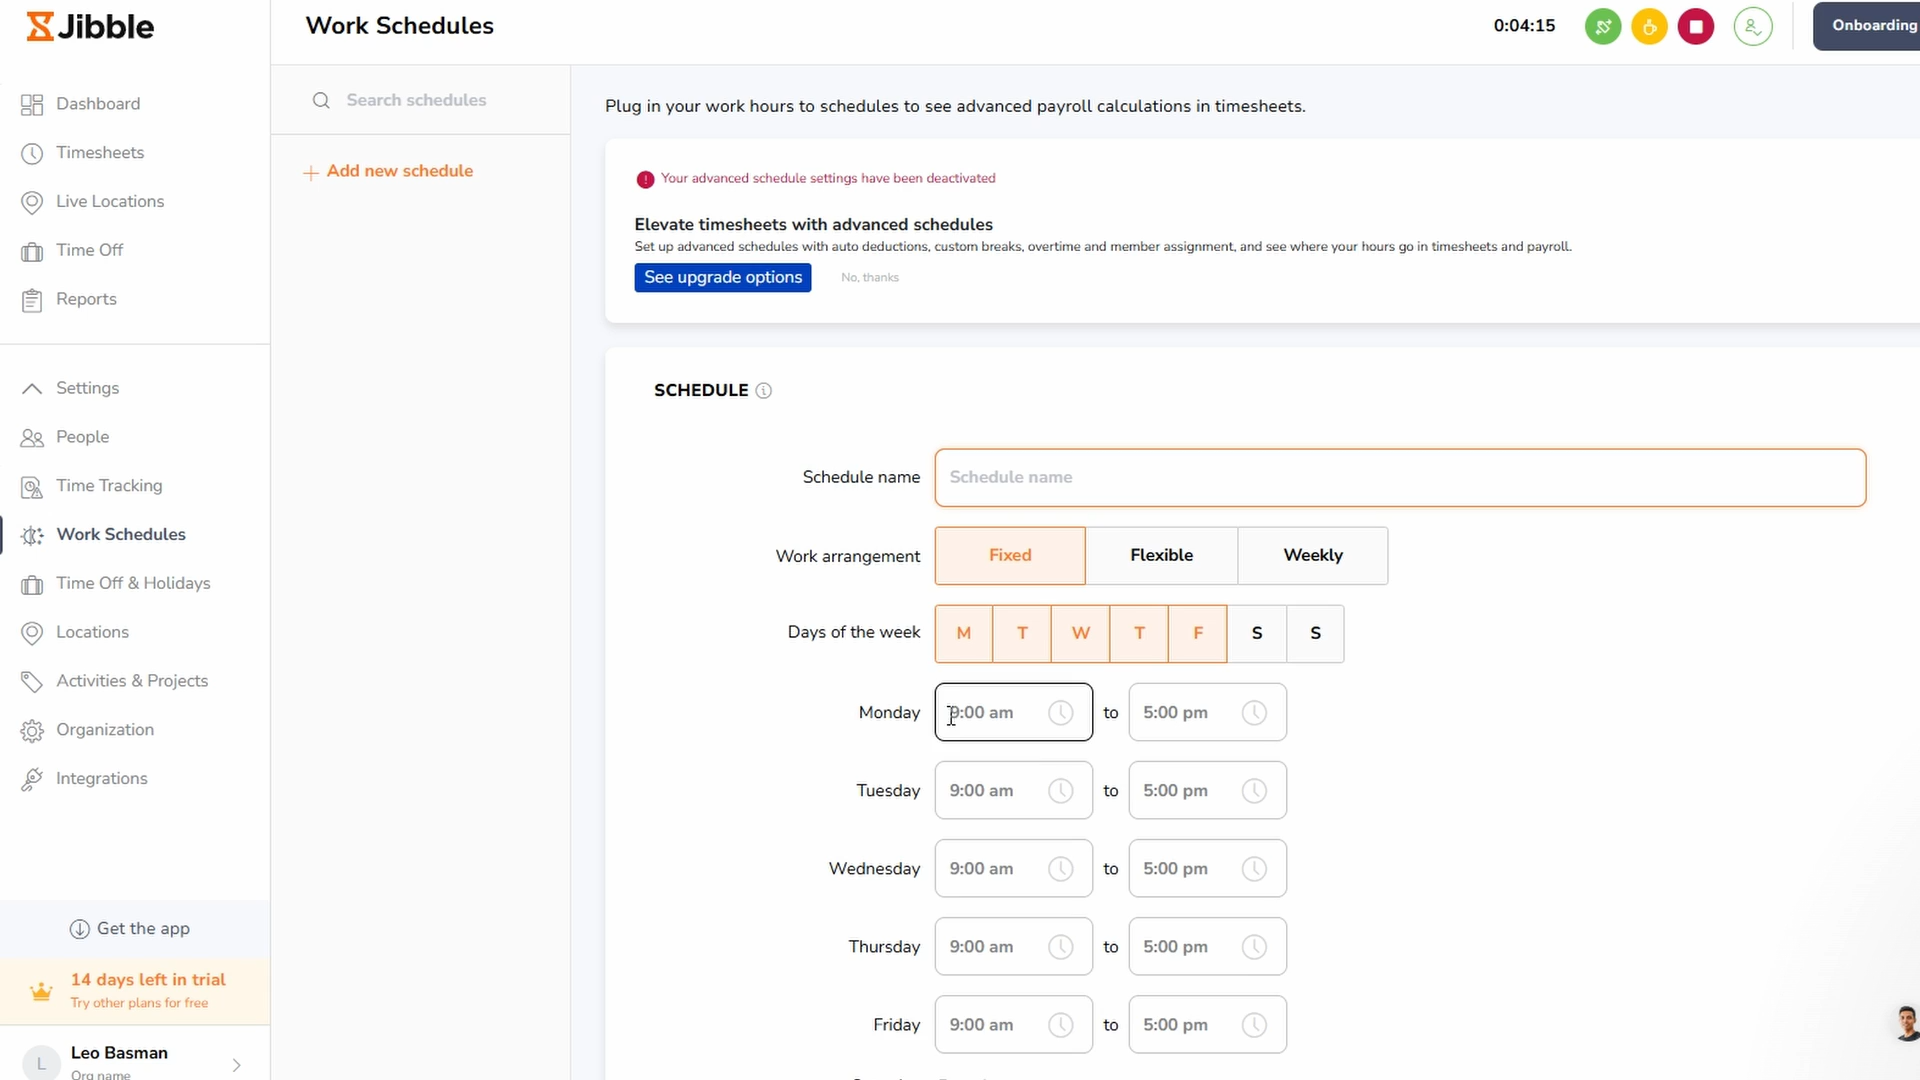 Jibble
Work Schedules
0:04:15
Onboarding
Dashboard
Timesheets
Live Locations
Time Off
Reports
Settings
People
Time Tracking
Work Schedules
Time Off & Holidays
Locations
Activities & Projects
Organization
Integrations
Get the app
14 days left in trial
Try other plans for free
L
Leo Basman
Org name
Search schedules
+ Add new schedule
Plug in your work hours to schedules to see advanced payroll calculations in timesheets.
Your advanced schedule settings have been deactivated
Elevate timesheets with advanced schedules
Set up advanced schedules with auto deductions, custom breaks, overtime and member assignment, and see where your hours go in timesheets and payroll.
See upgrade options No, thanks
SCHEDULE
Schedule name Schedule name
Work arrangement Fixed Flexible Weekly
Days of the week M T W T F S S
Monday 9:00 am to 5:00 pm
Tuesday 9:00 am to 5:00 pm
Wednesday 9:00 am to 5:00 pm
Thursday 9:00 am to 5:00 pm
Friday 9:00 am to 5:00 pm